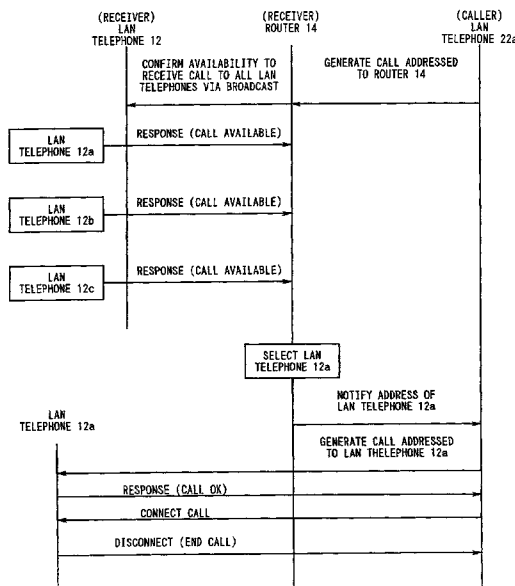 (RECEIVER)
LAN
TELEPHONE 12
(RECEIVER)
ROUTER 14
(CALLER)
LAN
TELEPHONE 22a
CONFIRM AVAILABILITY TO
RECEIVE CALL TO ALL LAN
TELEPHONES VIA BROADCAST
GENERATE CALL ADDRESSED
TO ROUTER 14
LAN
TELEPHONE 12a
RESPONSE (CALL AVAILABLE)
LAN
TELEPHONE 12b
RESPONSE (CALL AVAILABLE)
LAN
TELEPHONE 12c
RESPONSE (CALL AVAILABLE)
SELECT LAN
TELEPHONE 12a
NOTIFY ADDRESS OF
LAN TELEPHONE 12a
LAN
TELEPHONE 12a
GENERATE CALL ADDRESSED
TO LAN THELEPHONE 12a
RESPONSE (CALL OK)
CONNECT CALL
DISCONNECT (END CALL)